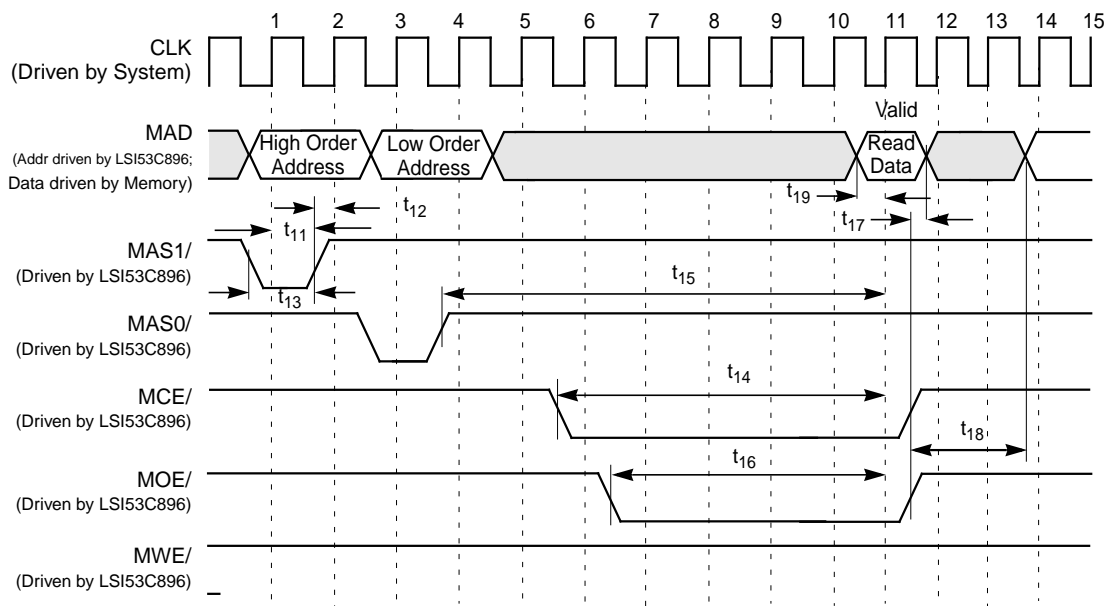 1 2 3 4 5 6 7 8 9 10 11 12 13 14 15
CLK
(Driven by System)
MAD
(Addr driven by LSI53C896;
Data driven by Memory)
High Order
Address
Low Order
Address
Valid
Read
Data
t19
t12
t17
t11
MAS1/
(Driven by LSI53C896)
t15
t13
MAS0/
(Driven by LSI53C896)
MCE/
(Driven by LSI53C896)
t14
t18
t16
MOE/
(Driven by LSI53C896)
MWE/
(Driven by LSI53C896)